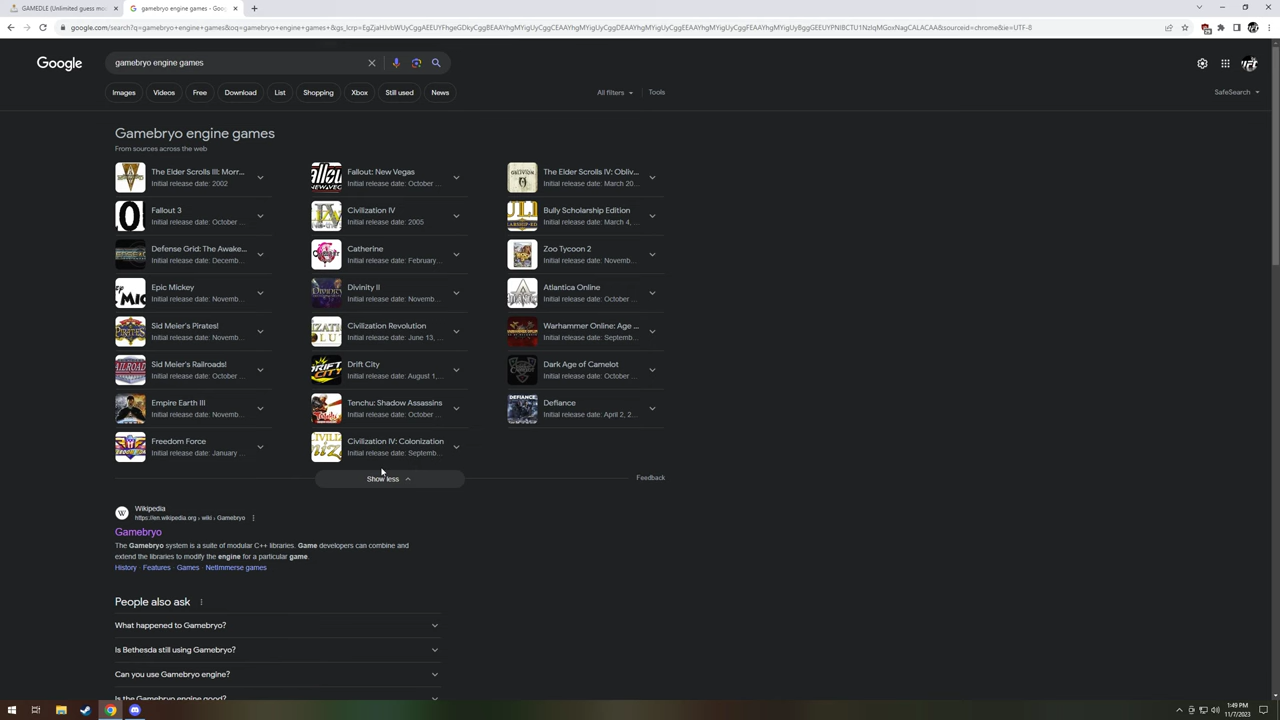 GAMEDLE (Unlimited guess mod
gamebryo engine games - Goo
google.com/search?q=gamebryo+engine+games&oq=gamebryo+engine+games+
Google
gamebryo engine games
Images
Videos
Free
Download
List
Shopping
Xbox
Still used
News
All filters
Tools
SafeSearch
Gamebryo engine games
From sources across the web
The Elder Scrolls III: Morr...
Initial release date: 2002
Fallout: New Vegas
Initial release date: October ...
The Elder Scrolls IV: Obliv...
Initial release date: March 20...
Fallout 3
Initial release date: October ...
Civilization IV
Initial release date: 2005
Bully Scholarship Edition
Initial release date: March 4, ...
Defense Grid: The Awake...
Initial release date: Decemb...
Catherine
Initial release date: February...
Zoo Tycoon 2
Initial release date: Novemb...
Epic Mickey
Initial release date: Novemb...
Divinity II
Initial release date: Novemb...
Atlantica Online
Initial release date: October ...
Sid Meier's Pirates!
Initial release date: Novemb...
Civilization Revolution
Initial release date: June 13, ...
Warhammer Online: Age ...
Initial release date: Septemb...
Sid Meier's Railroads!
Initial release date: October ...
Drift City
Initial release date: August 1,...
Dark Age of Camelot
Initial release date: October ...
Empire Earth III
Initial release date: Novemb...
Tenchu: Shadow Assassins
Initial release date: October ...
Defiance
Initial release date: April 2, 2...
Freedom Force
Initial release date: January ...
Civilization IV: Colonization
Initial release date: Septemb...
Show less
Feedback
Wikipedia
https://en.wikipedia.org › wiki › Gamebryo
Gamebryo
The Gamebryo system is a suite of modular C++ libraries. Game developers can combine and
extend the libraries to modify the engine for a particular game.
History · Features · Games · NetImmerse games
People also ask
What happened to Gamebryo?
Is Bethesda still using Gamebryo?
Can you use Gamebryo engine?
Is the Gamebryo engine good?
1:49 PM
11/7/2023